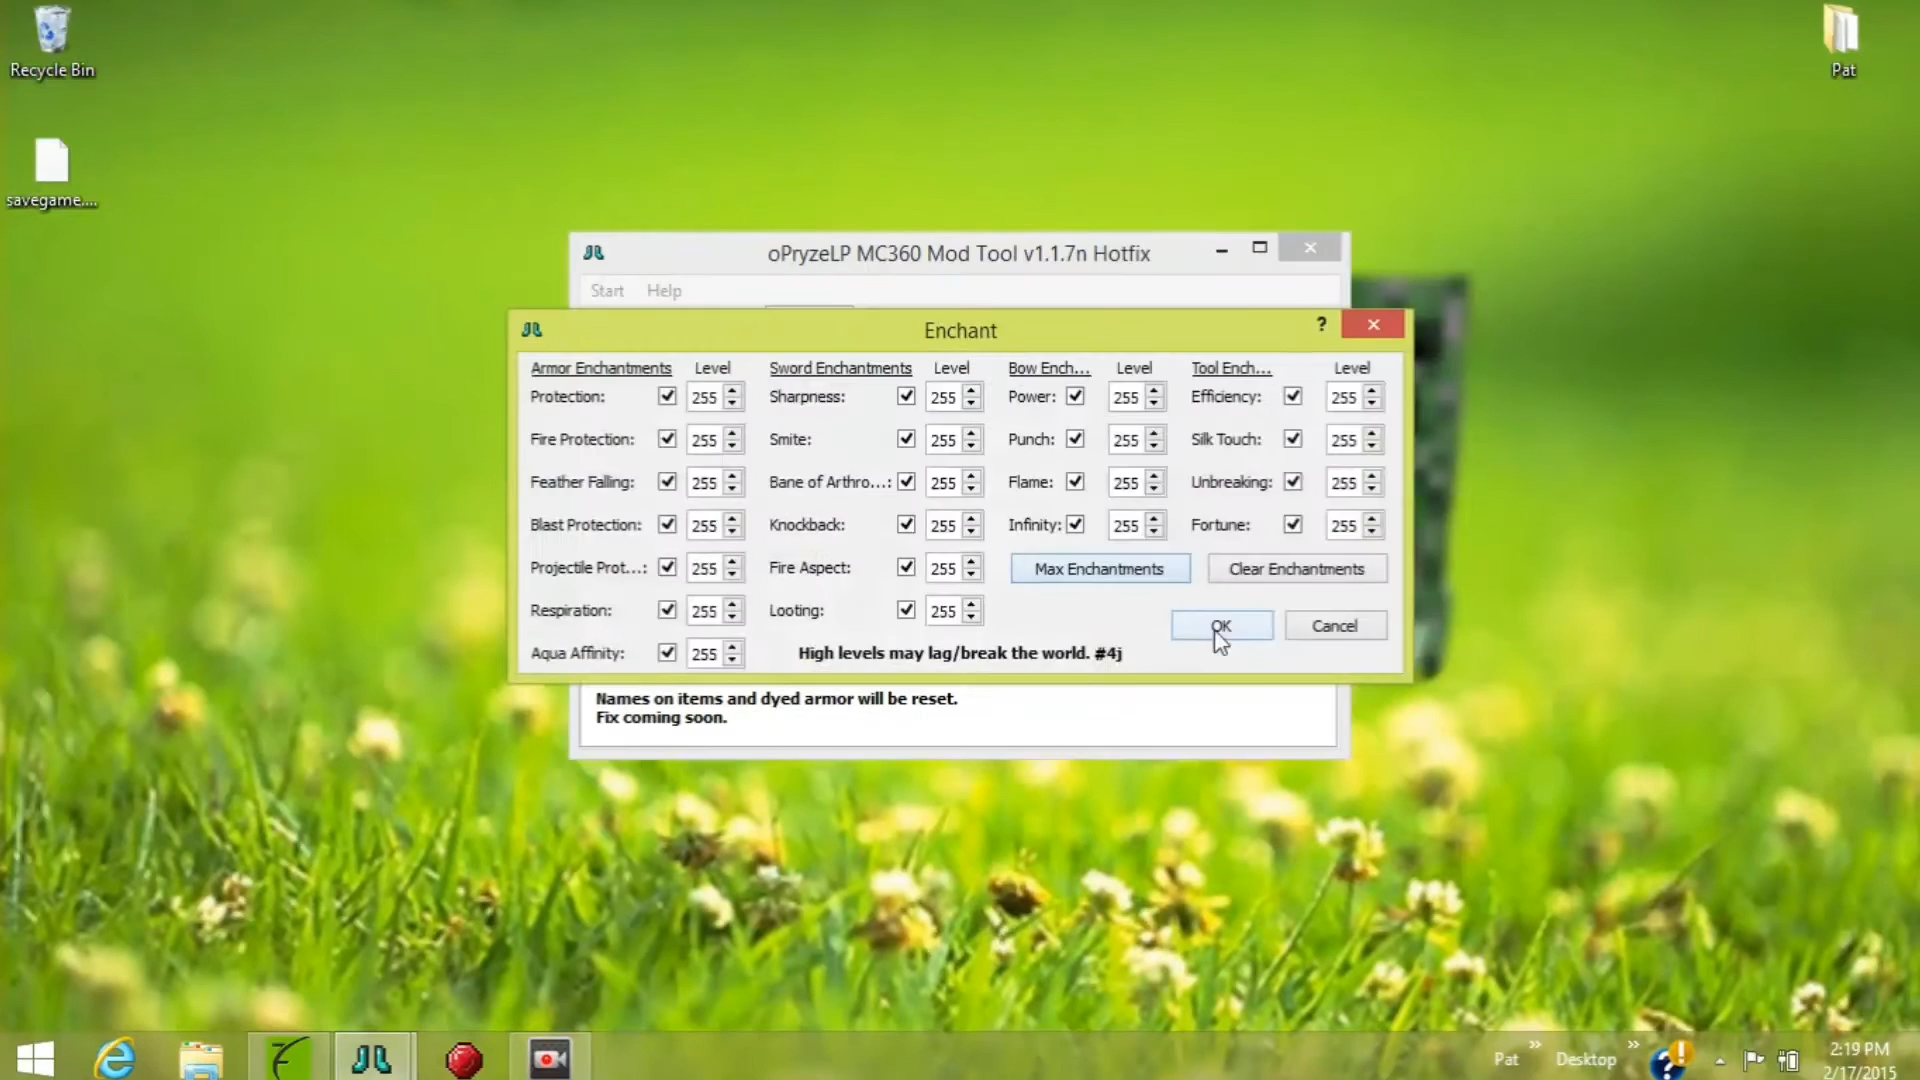 Recycle Bin
Pat
savegame....
oPryzeLP MC360 Mod Tool v1.1.7n Hotfix
Start Help
Enchant
?
Armor Enchantments Level Sword Enchantments Level Bow Ench... Level Tool Ench... Level
Protection: 255 Sharpness: 255 Power: 255 Efficiency: 255
Fire Protection: 255 Smite: 255 Punch: 255 Silk Touch: 255
Feather Falling: 255 Bane of Arthro...: 255 Flame: 255 Unbreaking: 255
Blast Protection: 255 Knockback: 255 Infinity: 255 Fortune: 255
Projectile Prot...: 255 Fire Aspect: 255 Max Enchantments Clear Enchantments
Respiration: 255 Looting: 255 OK Cancel
Aqua Affinity: 255 High levels may lag/break the world. #4j
Names on items and dyed armor will be reset.
Fix coming soon.
Pat » Desktop »
2:19 PM
2/17/2015